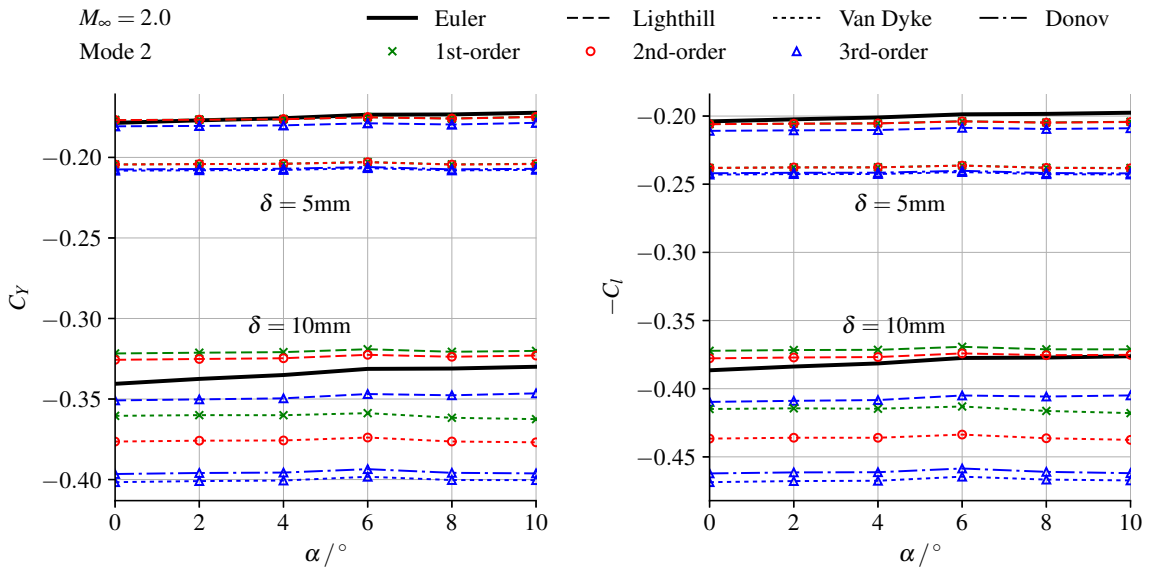 M∞ = 2.0 Euler Lighthill Van Dyke Donov
Mode 2 1st-order 2nd-order 3rd-order
C_Y
−0.20
−0.25
−0.30
−0.35
−0.40
δ = 5mm
δ = 10mm
0 2 4 6 8 10
α/°
−C_l
−0.20
−0.25
−0.30
−0.35
−0.40
−0.45
δ = 5mm
δ = 10mm
0 2 4 6 8 10
α/°